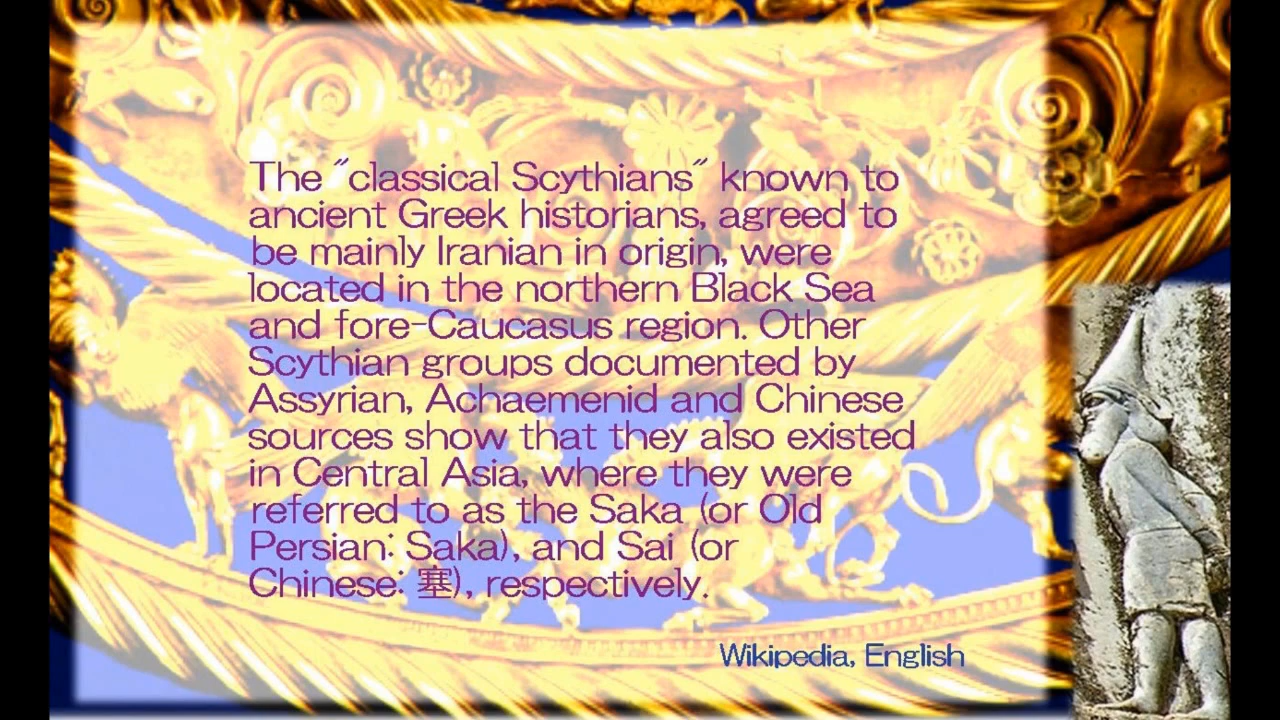 The "classical Scythians" known to
ancient Greek historians, agreed to
be mainly Iranian in origin, were
located in the northern Black Sea
and fore-Caucasus region. Other
Scythian groups documented by
Assyrian, Achaemenid and Chinese
sources show that they also existed
in Central Asia, where they were
referred to as the Saka (or Old
Persian: Saka), and Sai (or
Chinese: 塞), respectively.
Wikipedia, English